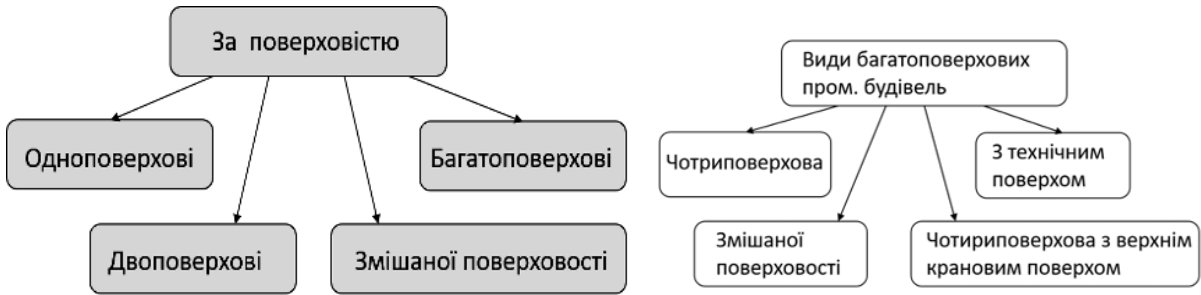 За поверховістю
Одноповерхові
Багатоповерхові
Двоповерхові
Змішаної поверховості
Види багатоповерхових
пром. будівель
Чотриповерхова
З технічним
поверхом
Змішаної
поверховості
Чотириповерхова з верхнім
крановим поверхом